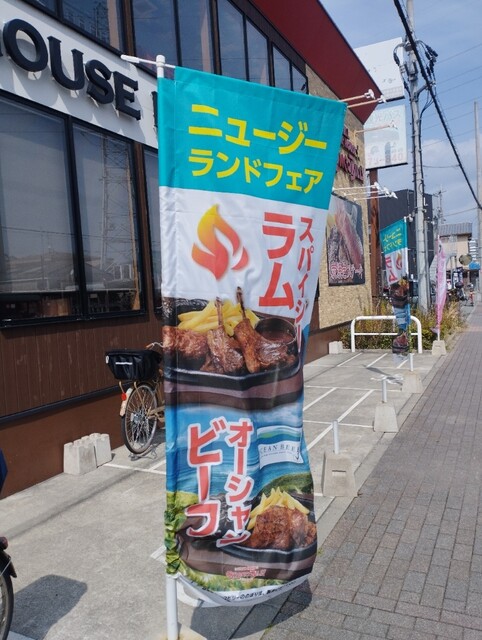 HOUSE
ニュージー
ランドフェア
スパイシー
ラム
オーシャン
ビーフ